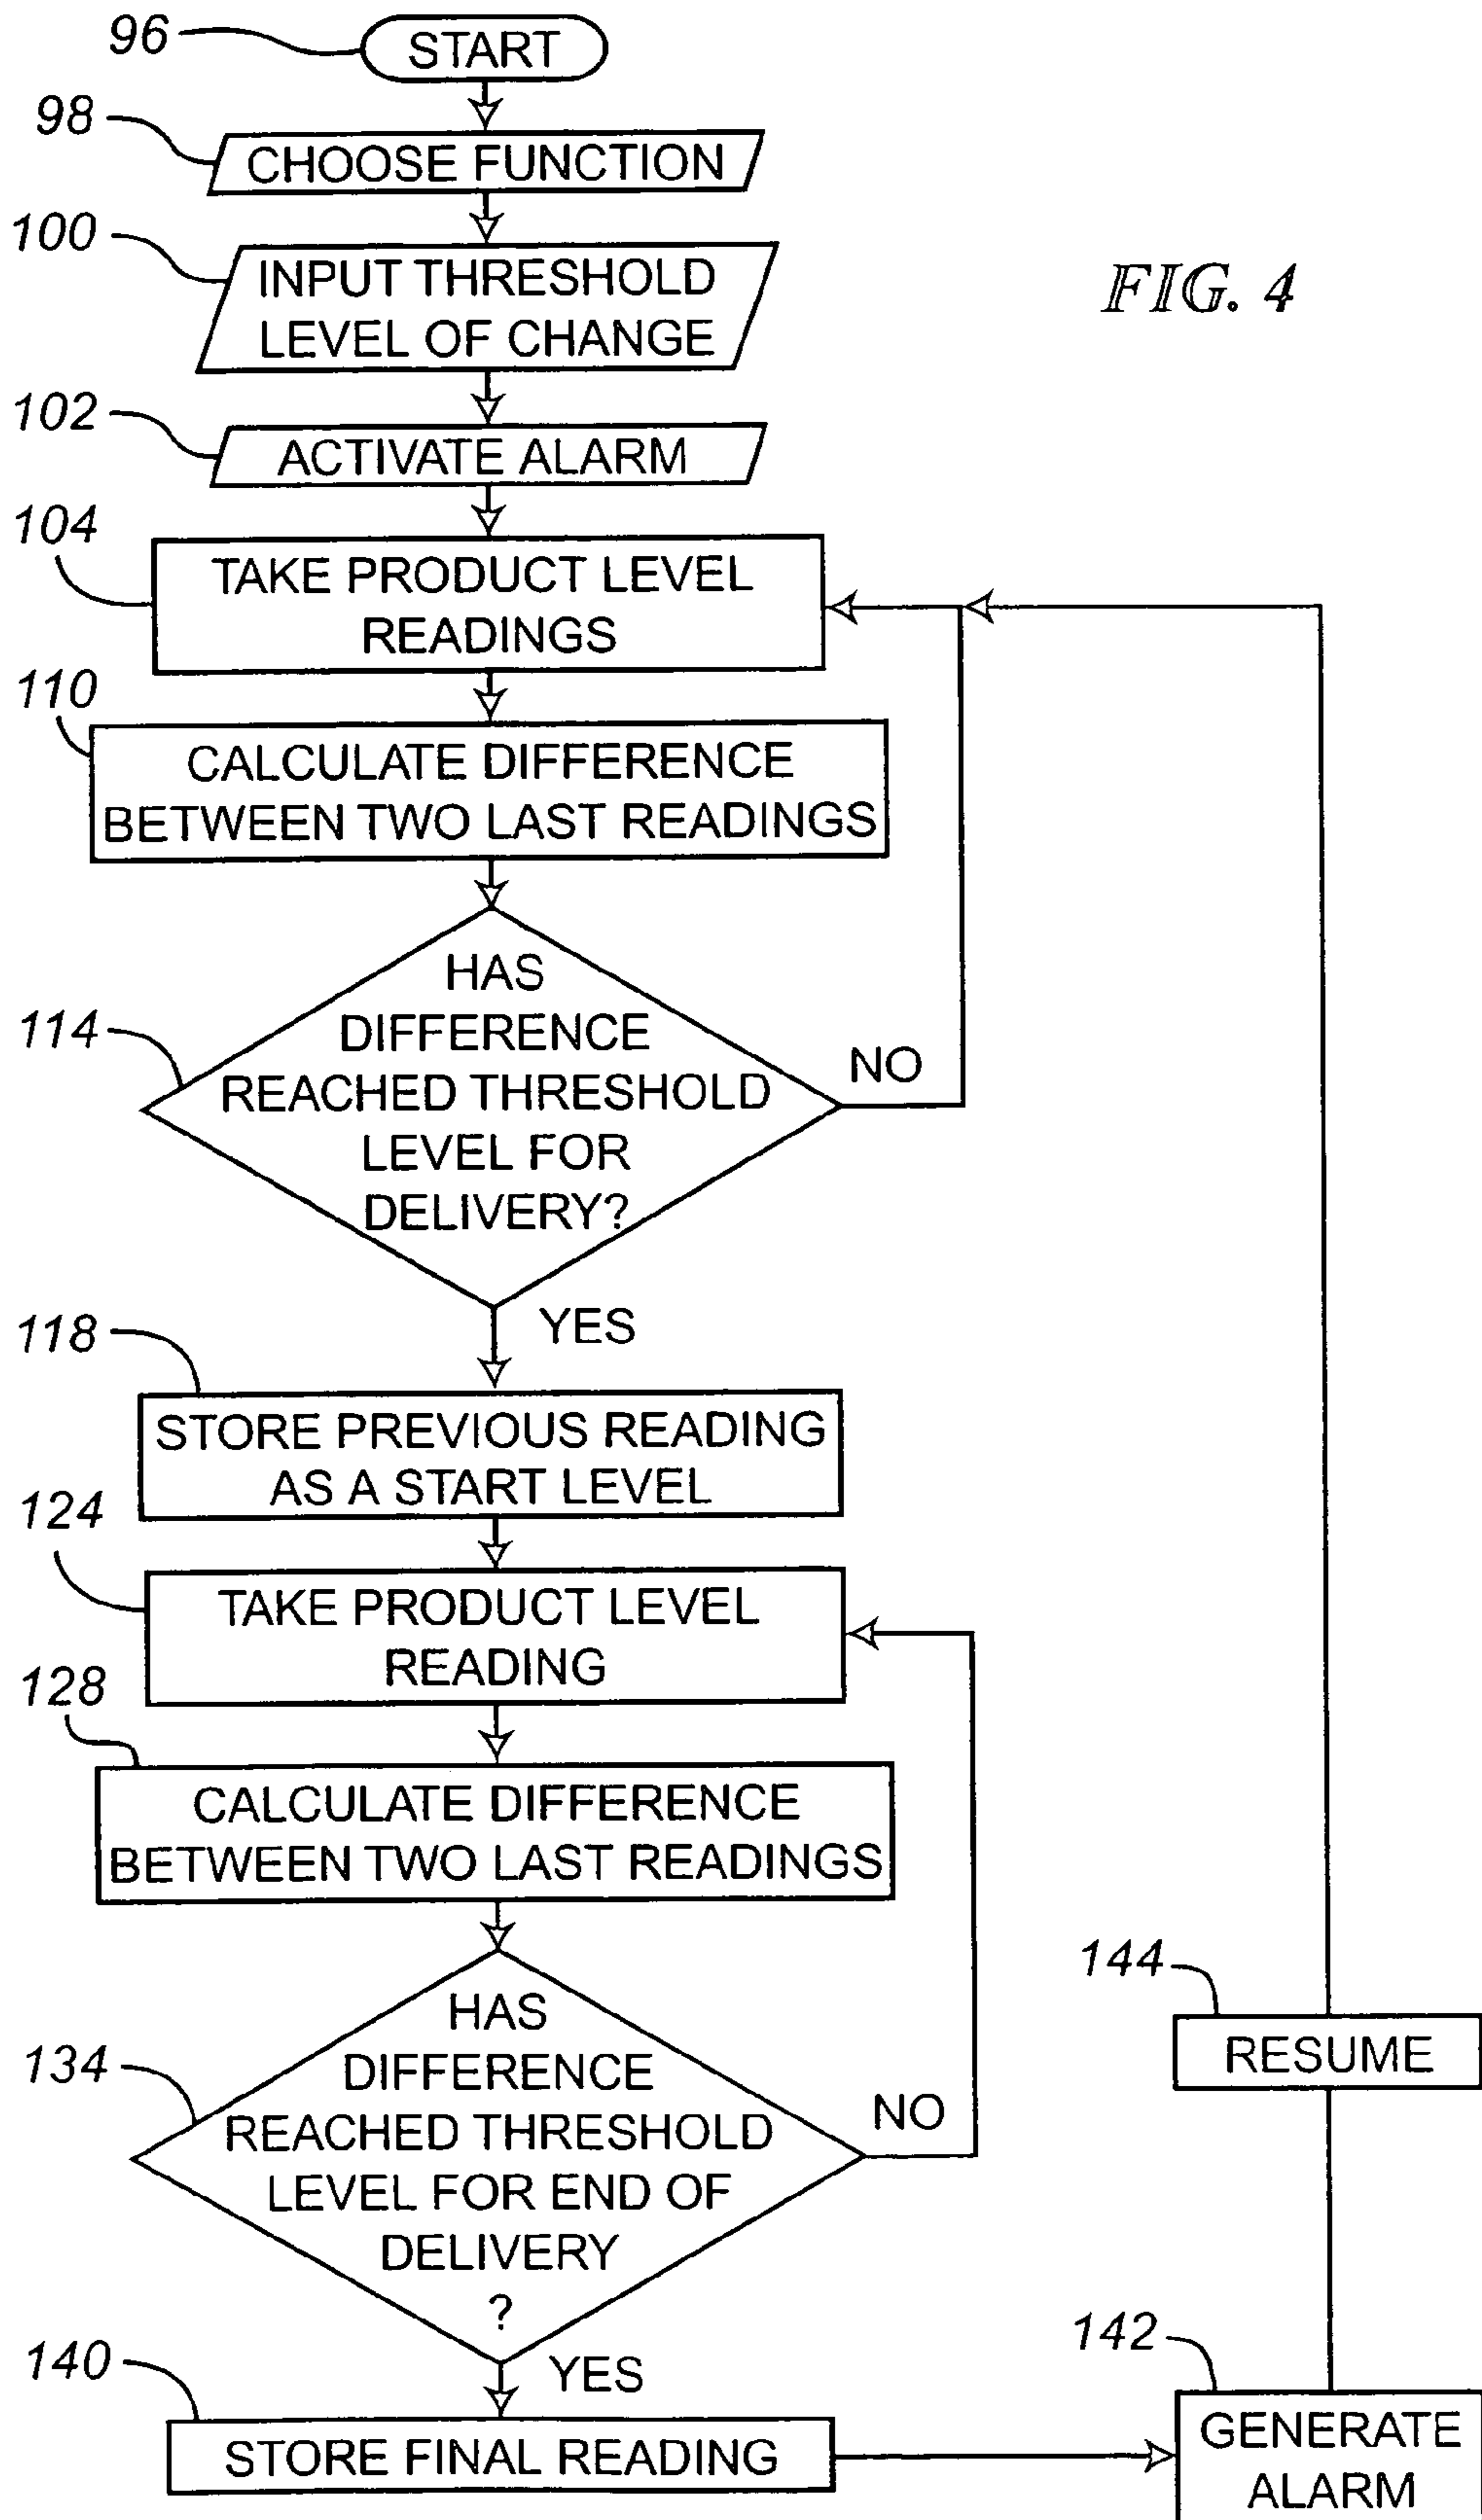 96
START
98
CHOOSE FUNCTION
100
INPUT THRESHOLD
LEVEL OF CHANGE
FIG. 4
102
ACTIVATE ALARM
104
TAKE PRODUCT LEVEL
READINGS
110
CALCULATE DIFFERENCE
BETWEEN TWO LAST READINGS
114
HAS
DIFFERENCE
REACHED THRESHOLD
LEVEL FOR
DELIVERY?
NO
YES
118
STORE PREVIOUS READING
AS A START LEVEL
124
TAKE PRODUCT LEVEL
READING
128
CALCULATE DIFFERENCE
BETWEEN TWO LAST READINGS
134
HAS
DIFFERENCE
REACHED THRESHOLD
LEVEL FOR END OF
DELIVERY
?
NO
YES
144
RESUME
140
STORE FINAL READING
142
GENERATE
ALARM